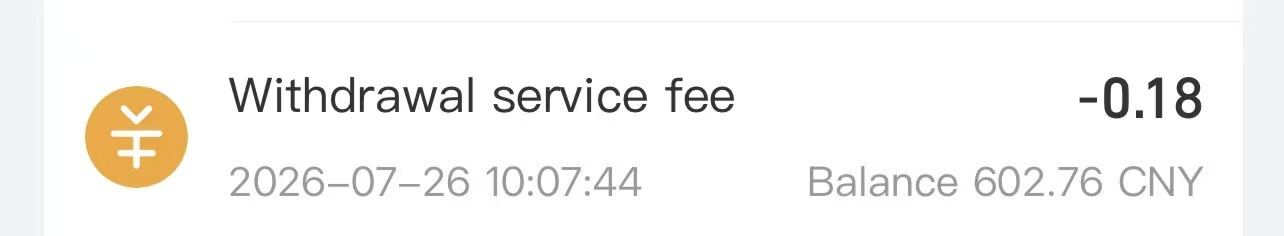 Withdrawal service fee -0.18
2026-07-26 10:07:44 Balance 602.76 CNY